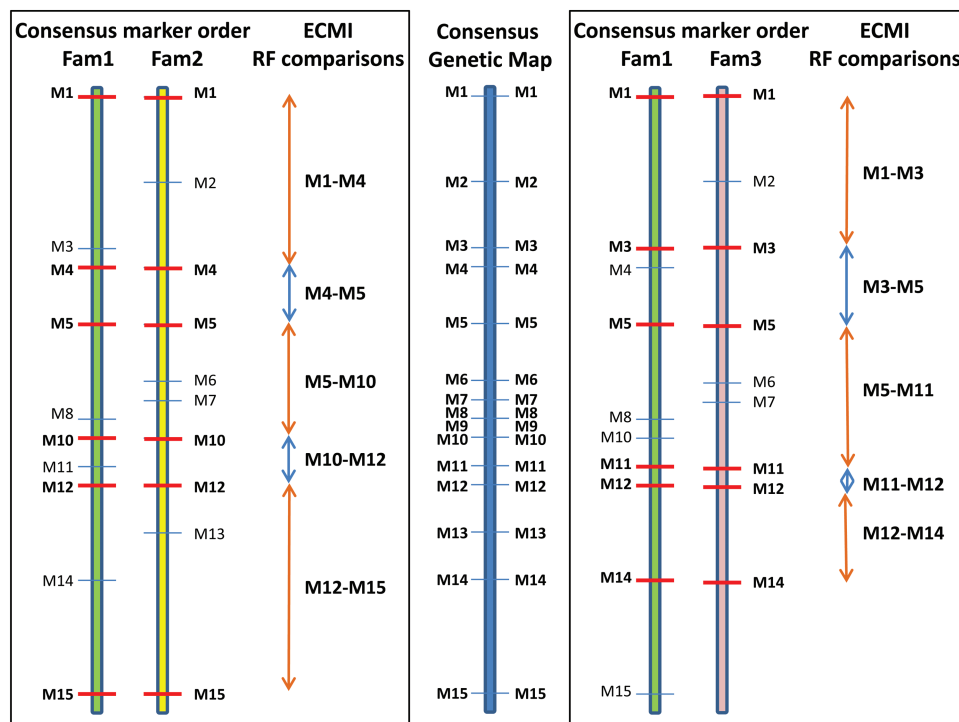 Consensus marker order ECMI
Fam1 Fam2 RF comparisons
M1 M1
M2
M1-M4
M3
M4 M4
M4-M5
M5 M5
M6
M5-M10
M7
M8
M10 M10
M10-M12
M11
M12 M12
M13
M14
M12-M15
M15 M15
Consensus
Genetic Map
M1 M1
M2 M2
M3 M3
M4 M4
M5 M5
M6 M6
M7 M7
M8 M8
M9 M9
M10 M10
M11 M11
M12 M12
M13 M13
M14 M14
M15 M15
Consensus marker order ECMI
Fam1 Fam3 RF comparisons
M1 M1
M1-M3
M2
M3 M3
M4
M3-M5
M5 M5
M6
M5-M11
M7
M8
M10
M11 M11
M12 M12
M11-M12
M12-M14
M14 M14
M15